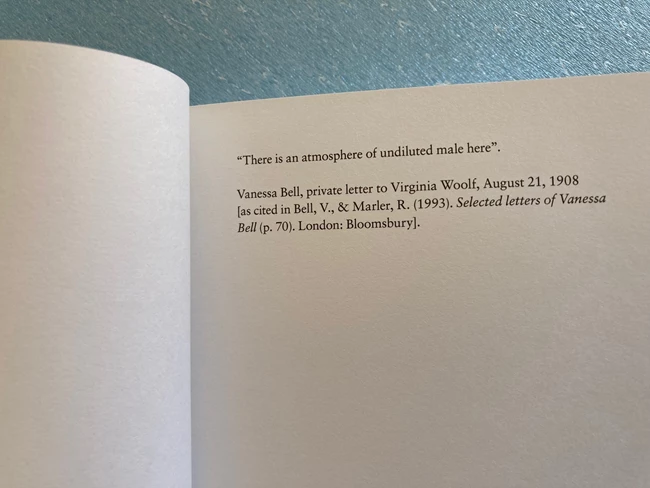 “There is an atmosphere of undiluted male here”.
Vanessa Bell, private letter to Virginia Woolf, August 21, 1908
[as cited in Bell, V., & Marler, R. (1993). Selected letters of Vanessa
Bell (p. 70). London: Bloomsbury].